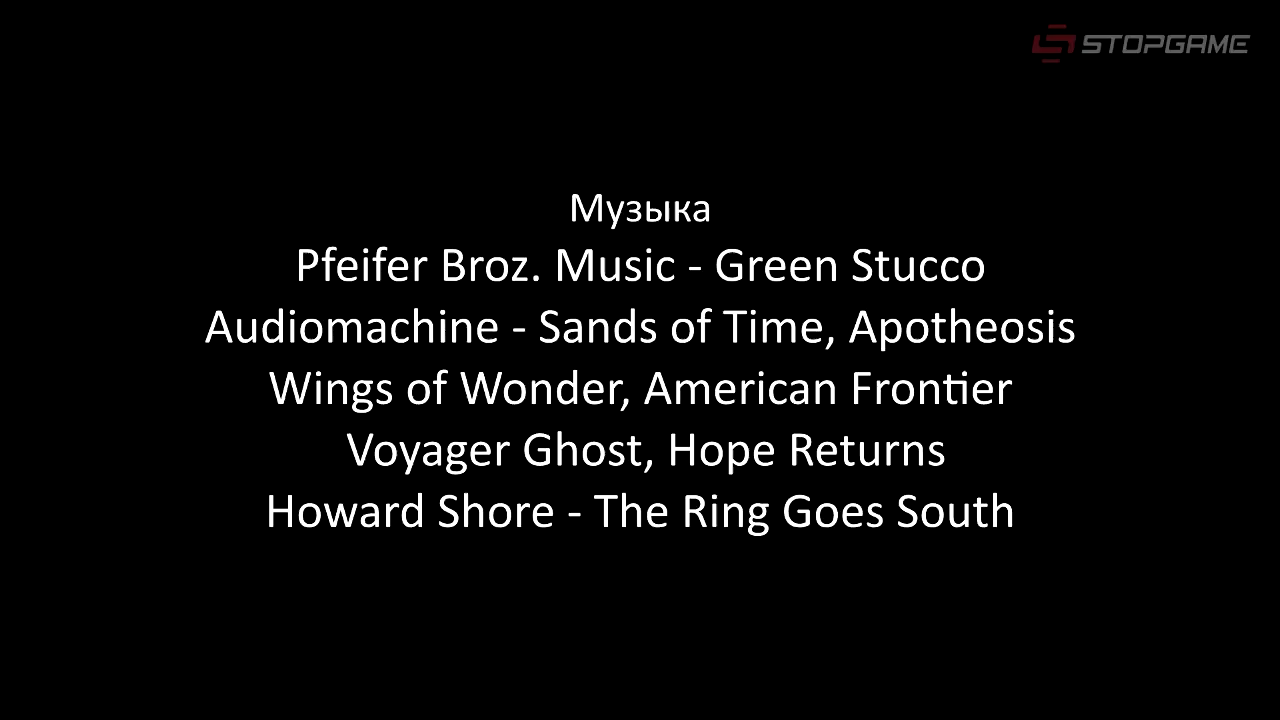 STOPGAME
Музыка
Pfeifer Broz. Music - Green Stucco
Audiomachine - Sands of Time, Apotheosis
Wings of Wonder, American Frontier
Voyager Ghost, Hope Returns
Howard Shore - The Ring Goes South